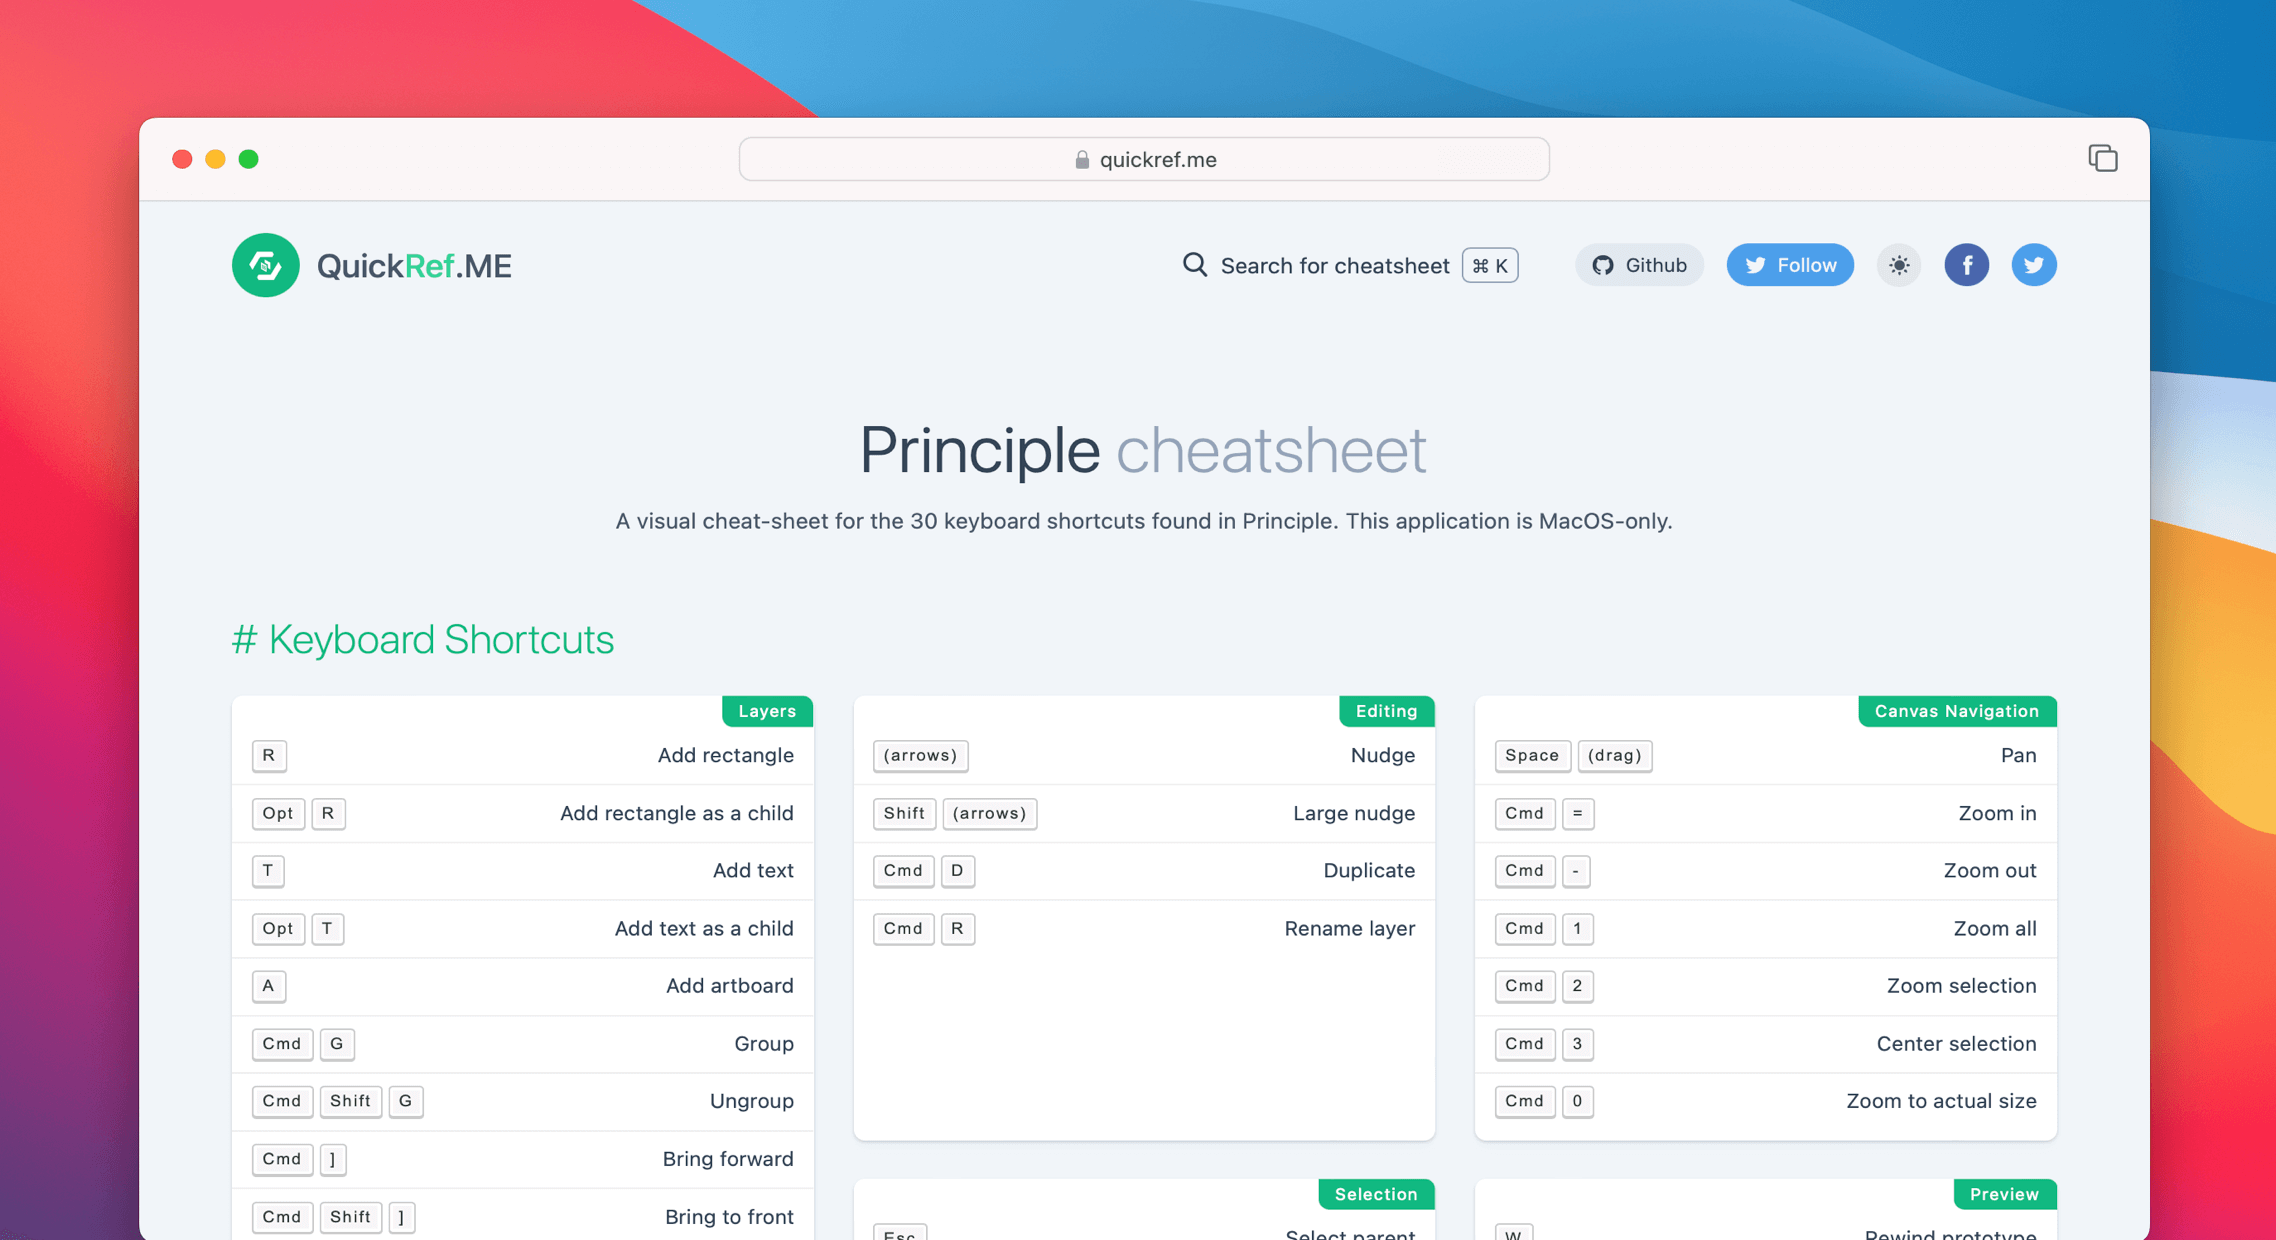 quickref.me
QuickRef.ME
Search for cheatsheet ⌘ K
Github
Follow
Principle cheatsheet
A visual cheat-sheet for the 30 keyboard shortcuts found in Principle. This application is MacOS-only.
# Keyboard Shortcuts
Layers
R Add rectangle
Opt R Add rectangle as a child
T Add text
Opt T Add text as a child
A Add artboard
Cmd G Group
Cmd Shift G Ungroup
Cmd ] Bring forward
Cmd Shift ] Bring to front
Editing
(arrows) Nudge
Shift (arrows) Large nudge
Cmd D Duplicate
Cmd R Rename layer
Canvas Navigation
Space (drag) Pan
Cmd = Zoom in
Cmd - Zoom out
Cmd 1 Zoom all
Cmd 2 Zoom selection
Cmd 3 Center selection
Cmd 0 Zoom to actual size
Selection
Esc Select parent
Preview
W Rewind prototype